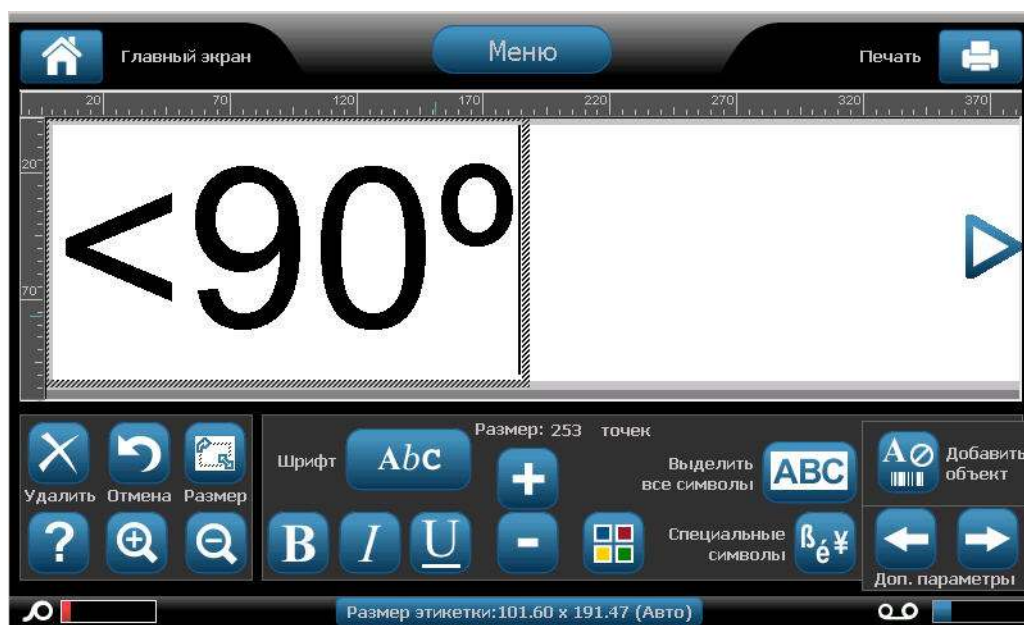 Главный экран
Меню
Печать
20 70 120 170 220 270 320 370
20
70
<90º
Размер: 253 точек
Шрифт
AbC
Выделить
все символы
ABC
Добавить
объект
Удалить
Отмена
Размер
?
B I U
+
-
Специальные
символы
ßé¥
Доп. параметры
Размер этикетки:101.60 x 191.47 (Авто)